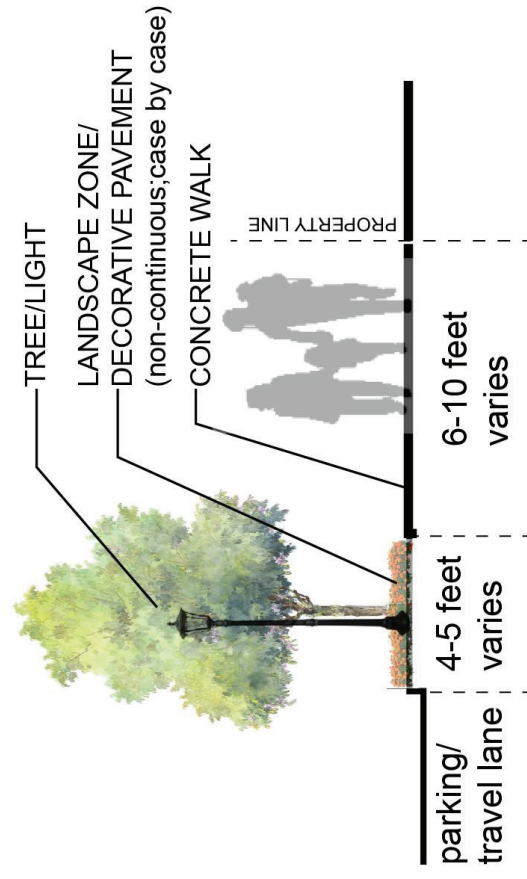 TREE/LIGHT
LANDSCAPE ZONE/
DECORATIVE PAVEMENT
(non-continuous;case by case)
CONCRETE WALK
PROPERTY LINE
parking/
travel lane
4-5 feet
varies
6-10 feet
varies